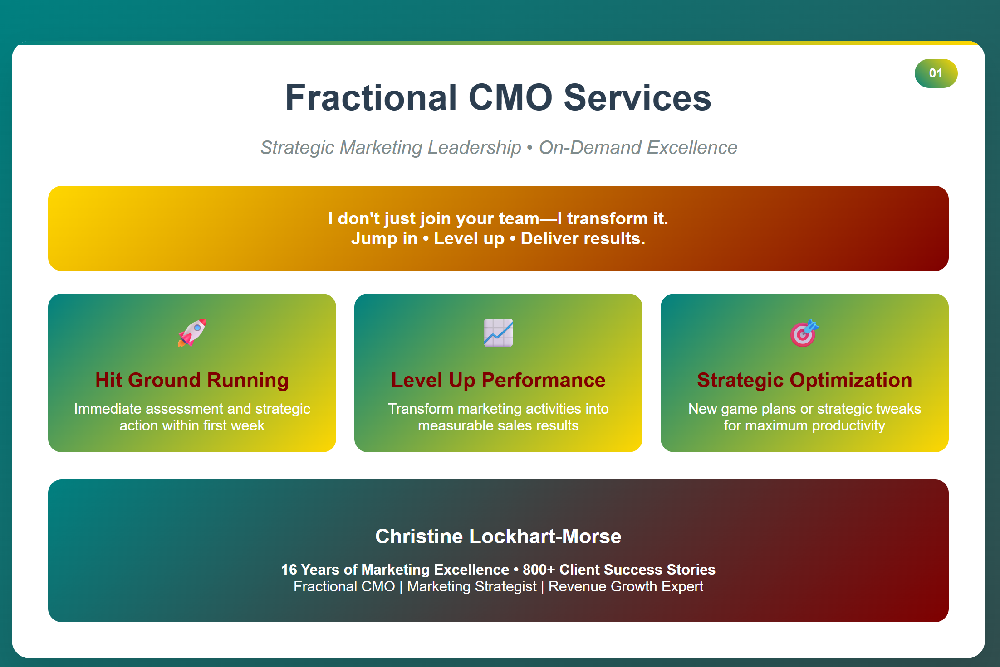 01
Fractional CMO Services
Strategic Marketing Leadership • On-Demand Excellence
I don't just join your team—I transform it.
Jump in • Level up • Deliver results.
Hit Ground Running
Immediate assessment and strategic
action within first week
Level Up Performance
Transform marketing activities into
measurable sales results
Strategic Optimization
New game plans or strategic tweaks
for maximum productivity
Christine Lockhart-Morse
16 Years of Marketing Excellence • 800+ Client Success Stories
Fractional CMO | Marketing Strategist | Revenue Growth Expert